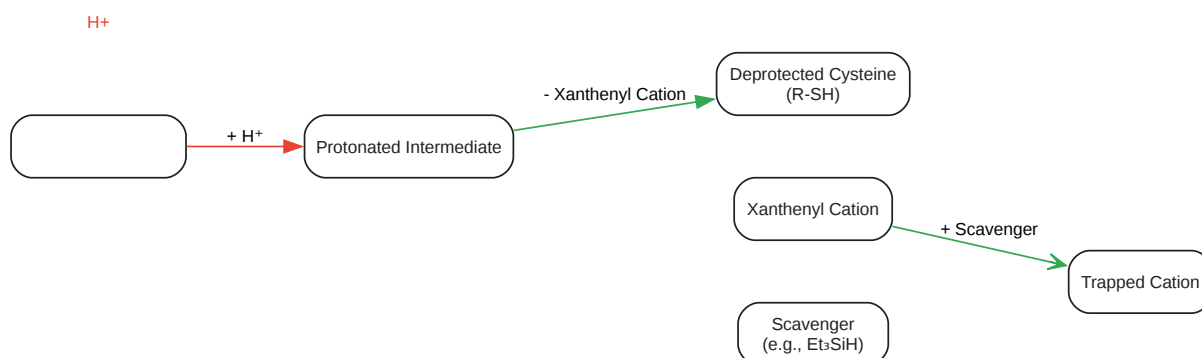 H+
+ H⁺
Protonated Intermediate
- Xanthenyl Cation
Deprotected Cysteine
(R-SH)
Xanthenyl Cation
+ Scavenger
Trapped Cation
Scavenger
(e.g., Et₃SiH)